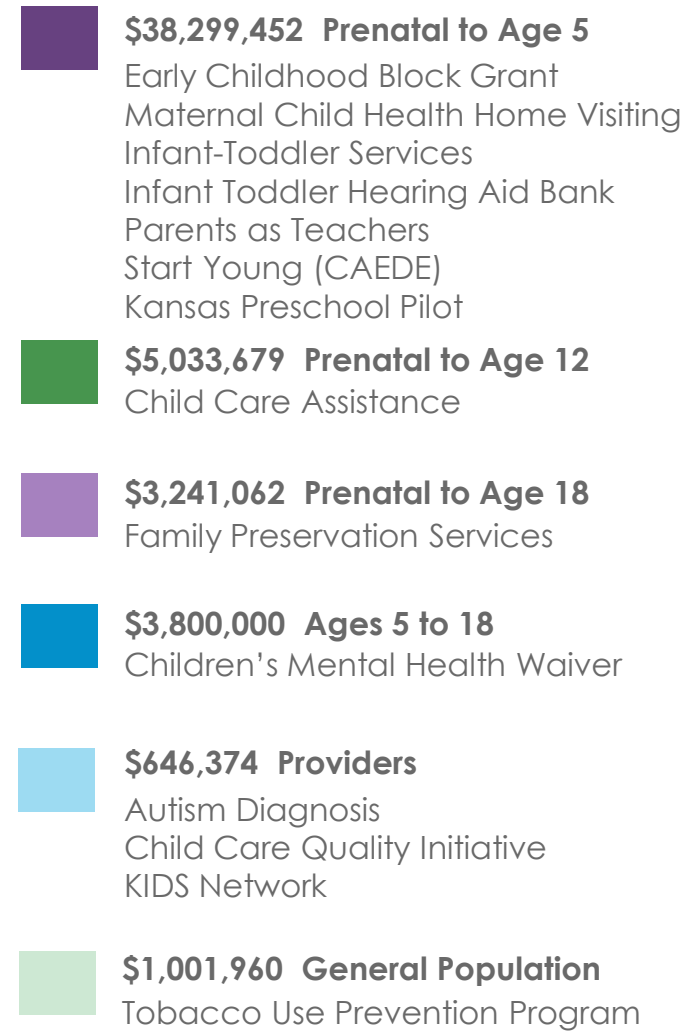 $38,299,452  Prenatal to Age 5
Early Childhood Block Grant
Maternal Child Health Home Visiting
Infant-Toddler Services
Infant Toddler Hearing Aid Bank
Parents as Teachers
Start Young (CAEDE)
Kansas Preschool Pilot
$5,033,679  Prenatal to Age 12
Child Care Assistance
$3,241,062  Prenatal to Age 18
Family Preservation Services
$3,800,000  Ages 5 to 18
Children’s Mental Health Waiver
$646,374  Providers
Autism Diagnosis
Child Care Quality Initiative
KIDS Network
$1,001,960  General Population
Tobacco Use Prevention Program